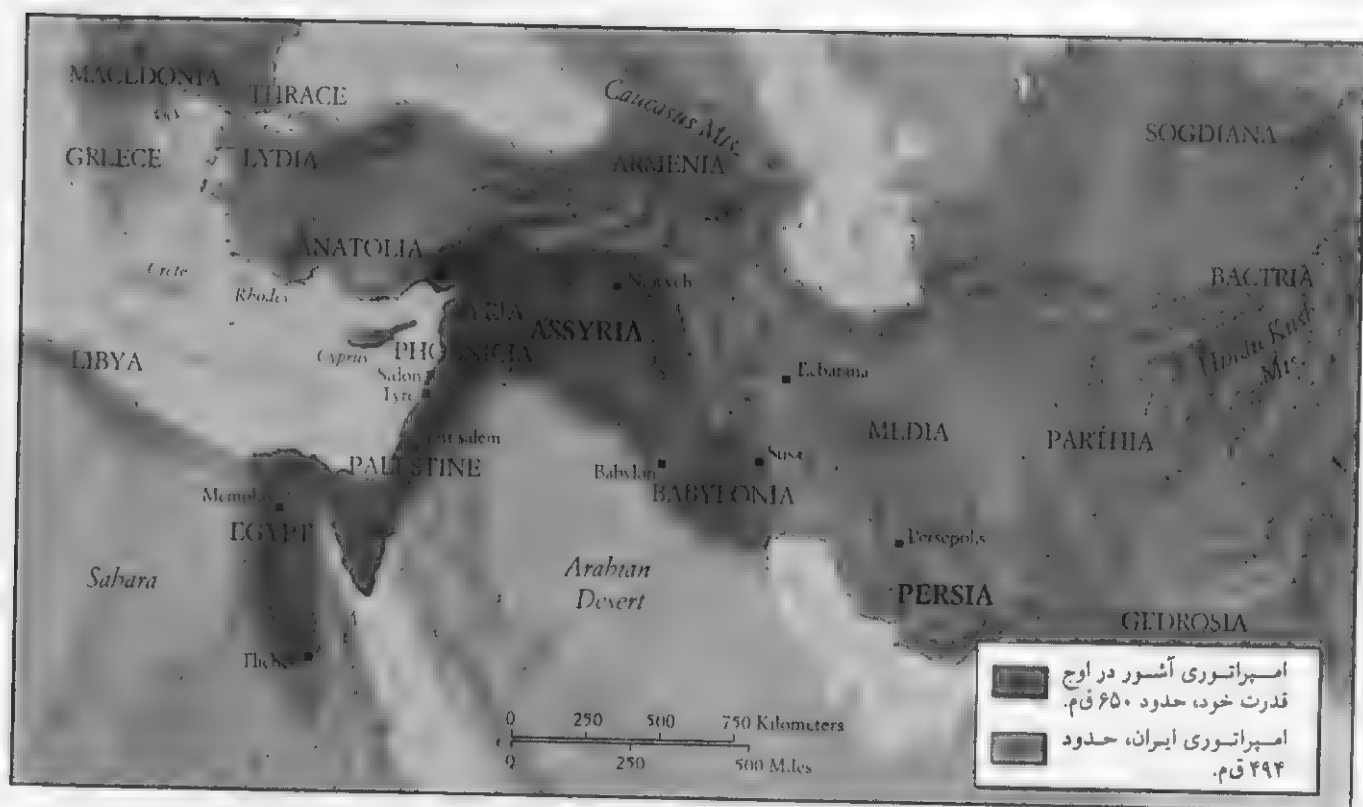 MACEDONIA
THRACE
Caucasus Mts.
SOGDIANA
GREECE
LYDIA
ARMENIA
ANATOLIA
Crete
Rhodes
BACTRIA
Hindu Kush
Mts.
ASSYRIA
LIBYA
Cyprus
PHOENICIA
Tyre
Ecbatana
MEDIA
PARTHIA
PALESTINE
Babylon
Susa
BABYLONIA
Memphis
EGYPT
Persepolis
Sahara
Arabian
Desert
PERSIA
GEDROSIA
Thebes
امپراتوری آشور در اوج
قدرت خود، حدود ۶۵۰ ق‌م.
امپراتوری ایران، حدود
۴۹۴ ق‌م.
0 250 500 750 Kilometers
0 250 500 Miles